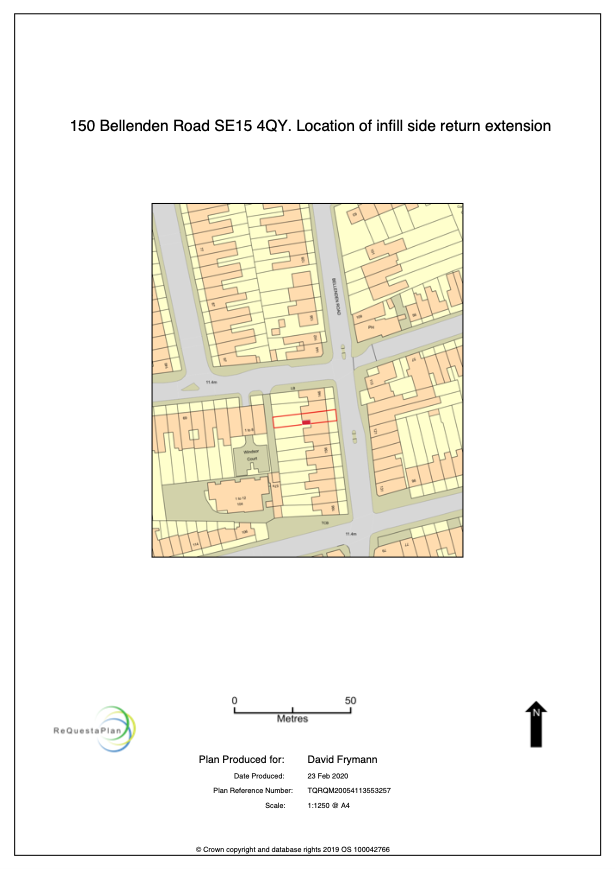 150 Bellenden Road SE15 4QY. Location of infill side return extension
BELLENDEN ROAD
PH
Windsor
Court
0
50
Metres
ReQuestaPlan
N
Plan Produced for: David Frymann
Date Produced: 23 Feb 2020
Plan Reference Number: TQRQM20054113553257
Scale: 1:1250 @ A4
© Crown copyright and database rights 2019 OS 100042766